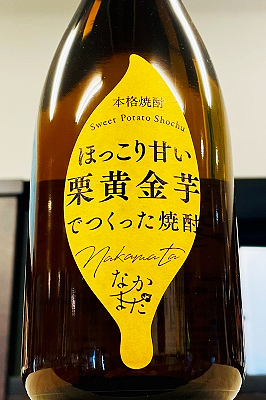 本格焼酎
Sweet Potato Shochu
ほっこり甘い
栗黄金芋
でつくった焼酎
Nakamata
なかまた